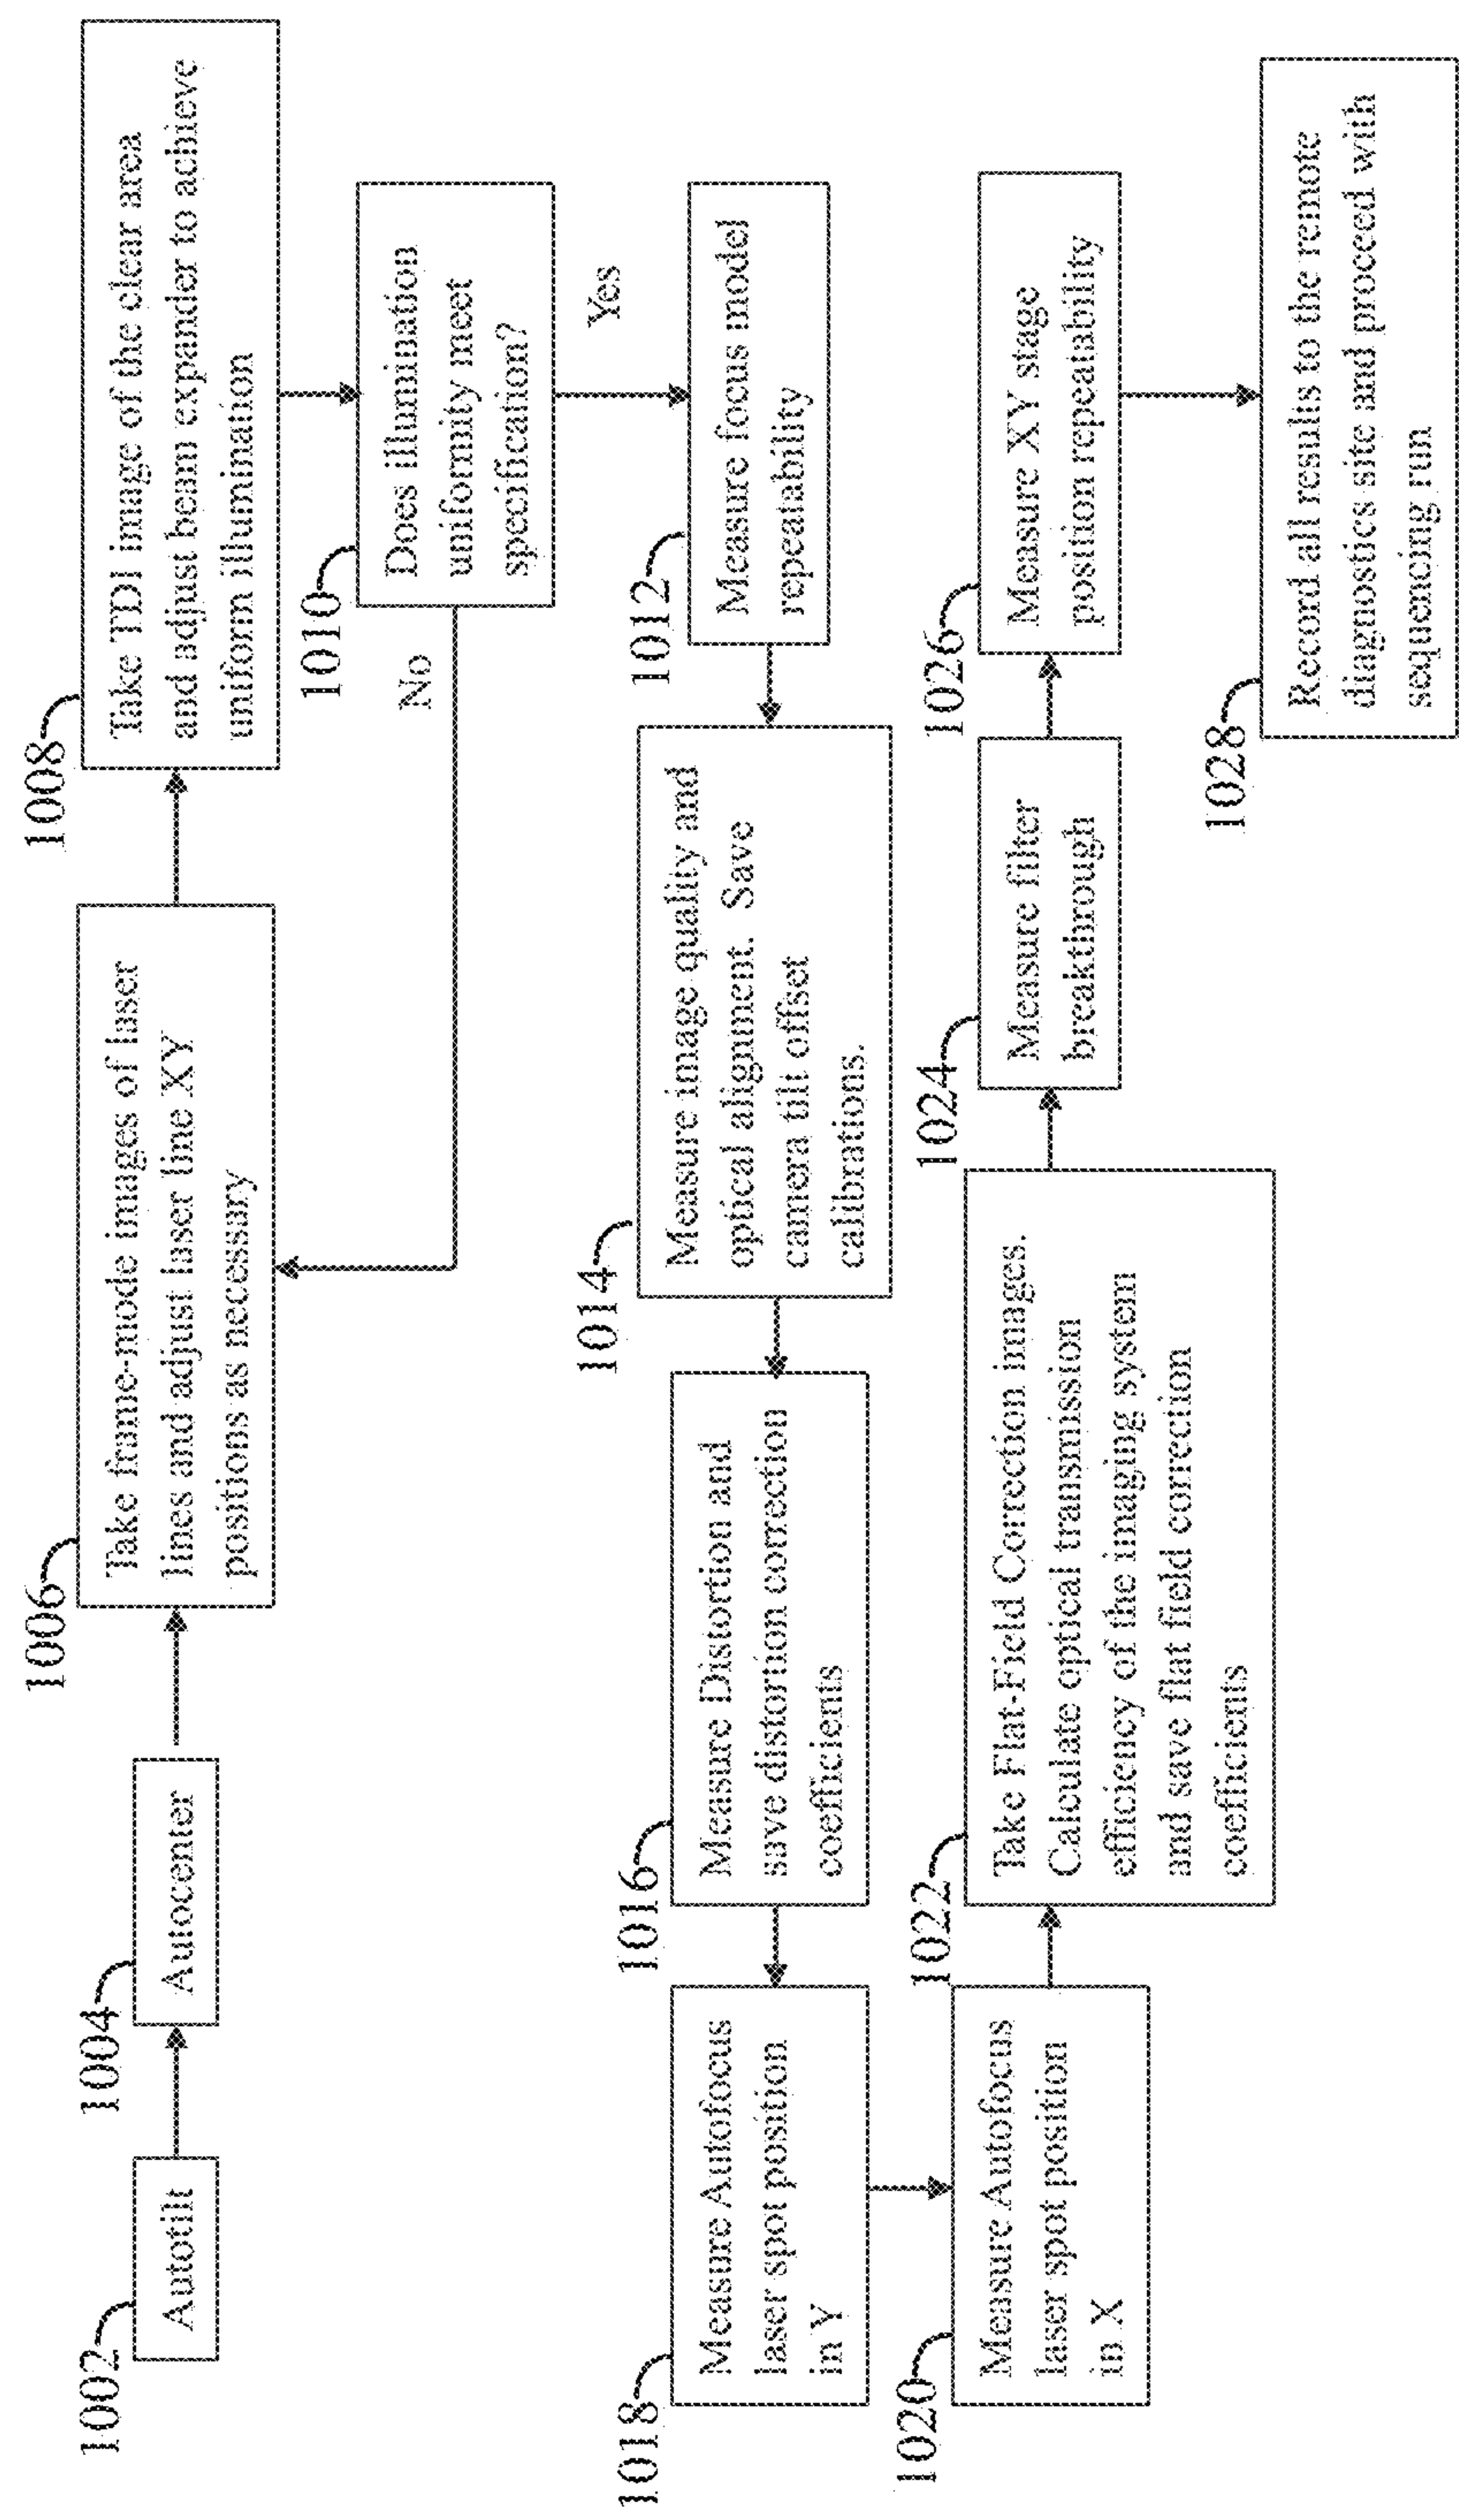 1002
Autotilt
1004
Autocenter
1006
Take frame-mode images of laser
lines and adjust laser line XY
positions as necessary
1008
Take TDI image of the clear area
and adjust beam expander to achieve
uniform illumination
1010
Does illumination
uniformity meet
specification?
No
Yes
1012
Measure focus model
repeatability
1014
Measure image quality and
optical alignment. Save
camera tilt offset
calibrations.
1016
Measure Distortion and
save distortion correction
coefficients
1018
Measure Autofocus
laser spot position
in Y
1020
Measure Autofocus
laser spot position
in X
1022
Take Flat-Field Correction images.
Calculate optical transmission
efficiency of the imaging system
and save flat field correction
coefficients
1024
Measure filter
breakthrough
1026
Measure XY stage
position repeatability
1028
Record all results to the remote
diagnostics site and proceed with
sequencing run